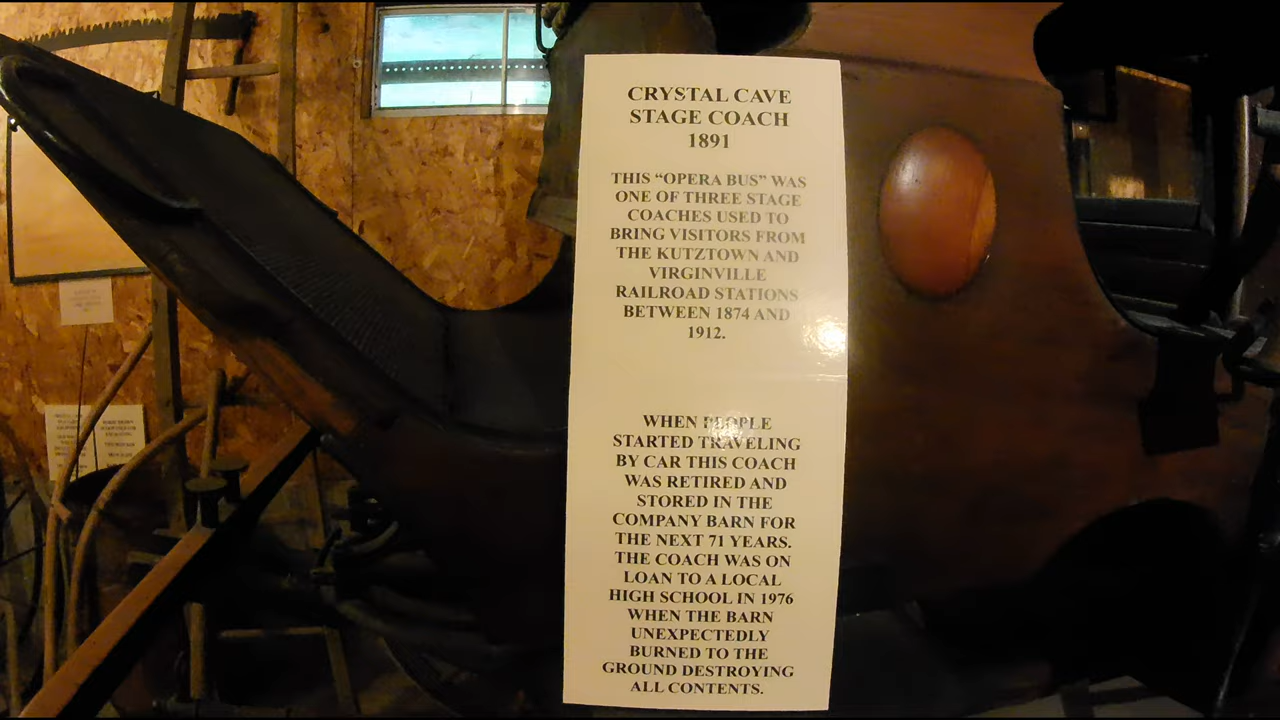 CRYSTAL CAVE
STAGE COACH
1891
THIS “OPERA BUS” WAS
ONE OF THREE STAGE
COACHES USED TO
BRING VISITORS FROM
THE KUTZTOWN AND
VIRGINVILLE
RAILROAD STATIONS
BETWEEN 1874 AND
1912.
WHEN PEOPLE
STARTED TRAVELING
BY CAR THIS COACH
WAS RETIRED AND
STORED IN THE
COMPANY BARN FOR
THE NEXT 71 YEARS.
THE COACH WAS ON
LOAN TO A LOCAL
HIGH SCHOOL IN 1976
WHEN THE BARN
UNEXPECTEDLY
BURNED TO THE
GROUND DESTROYING
ALL CONTENTS.